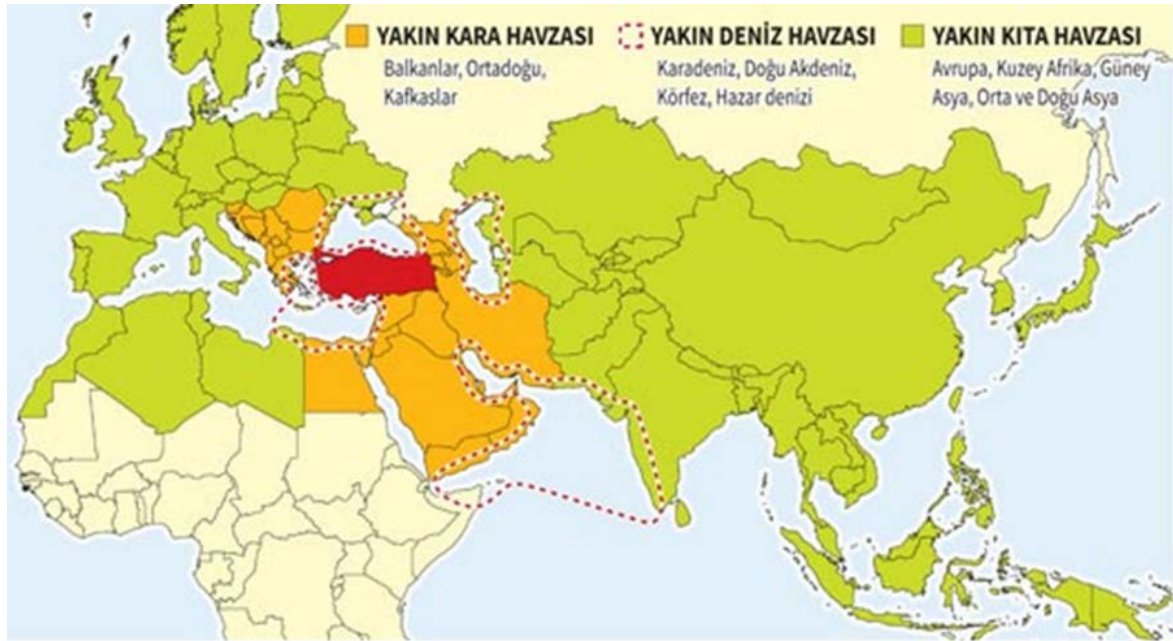 YAKIN KARA HAVZASI
Balkanlar, Ortadoğu,
Kafkaslar
YAKIN DENİZ HAVZASI
Karadeniz, Doğu Akdeniz,
Körfez, Hazar denizi
YAKIN KITA HAVZASI
Avrupa, Kuzey Afrika, Güney
Asya, Orta ve Doğu Asya